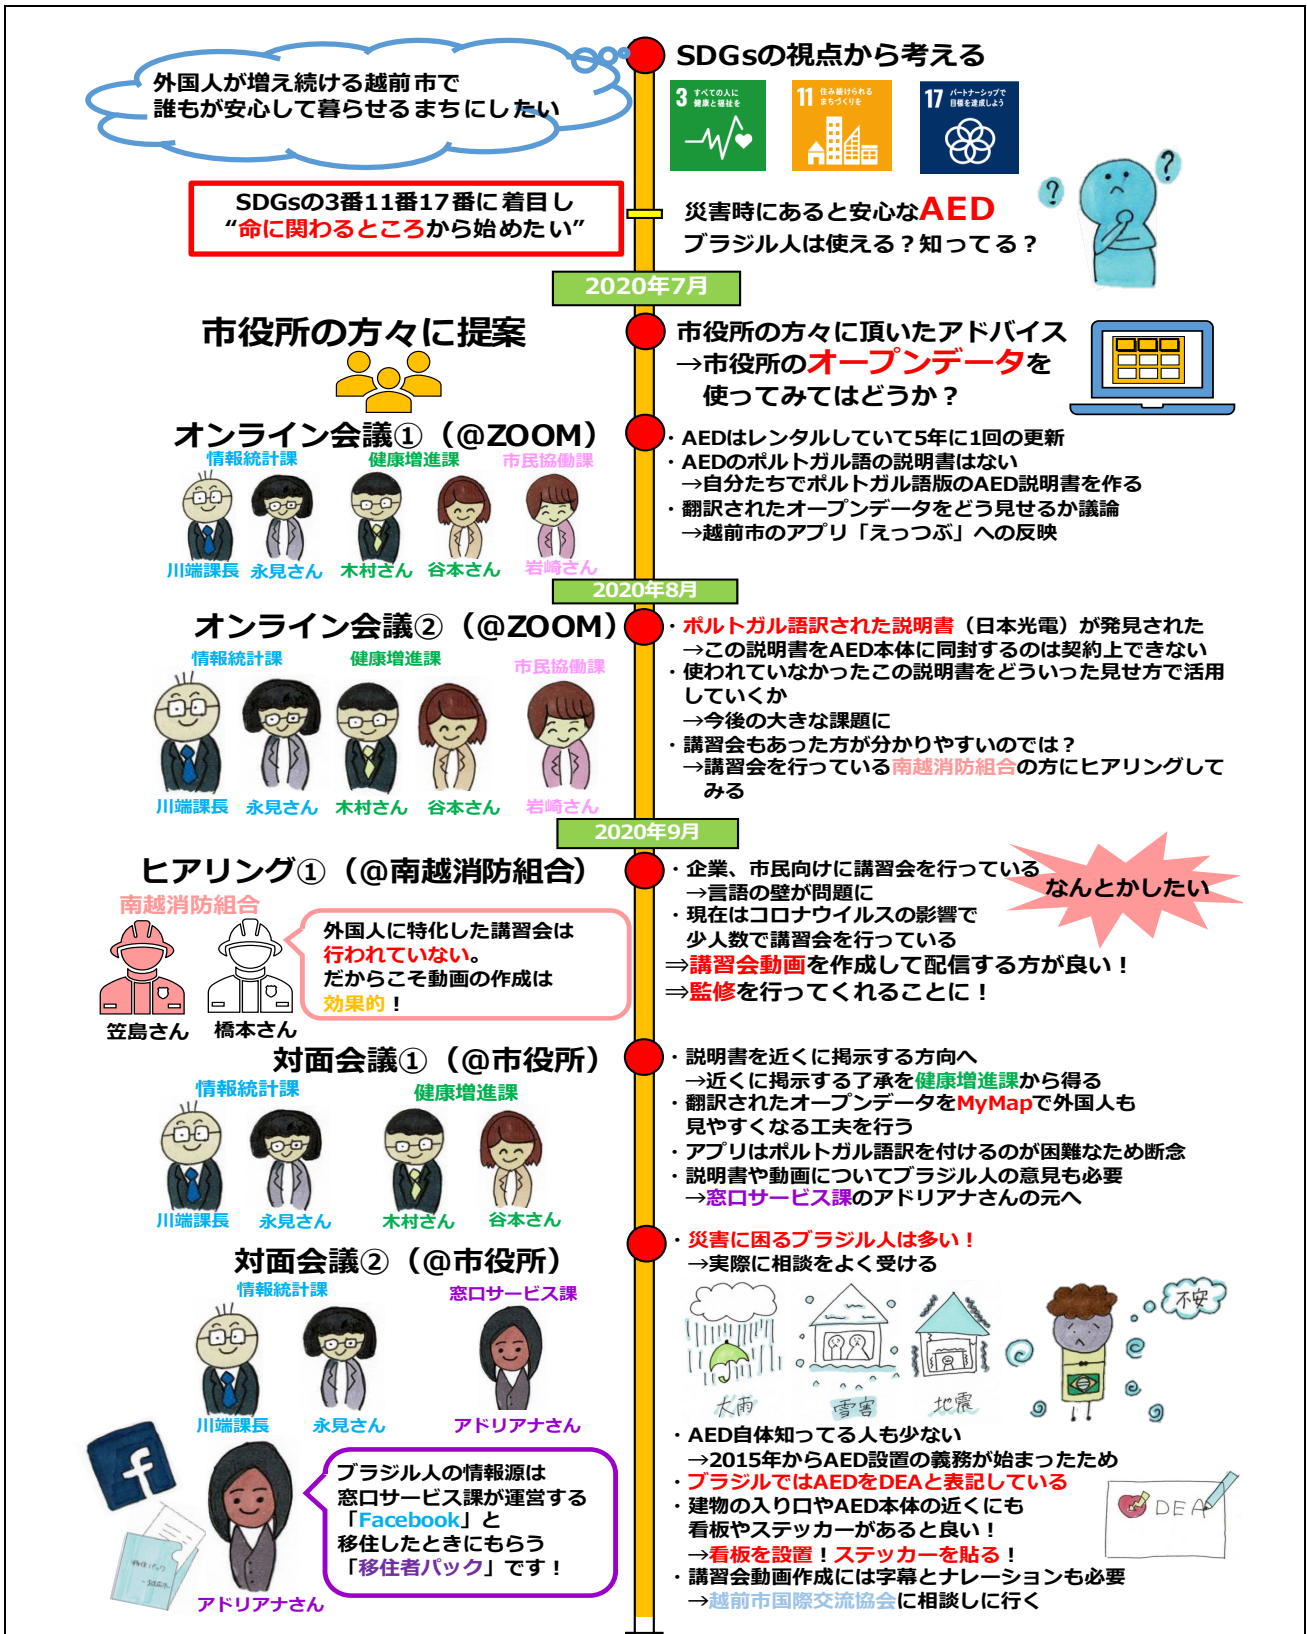 外国人が増え続ける越前市で
誰もが安心して暮らせるまちにしたい
SDGsの視点から考える
3 すべての人に
健康と福祉を
11 住み続けられる
まちづくりを
17 パートナーシップで
目標を達成しよう
SDGsの3番11番17番に着目し
“命に関わるところから始めたい”
災害時にあると安心なAED
ブラジル人は使える？知ってる？
?
?
2020年7月
市役所の方々に提案
市役所の方々に頂いたアドバイス
→市役所のオープンデータを
使ってみてはどうか？
オンライン会議①（@ZOOM）
情報統計課
健康増進課
市民協働課
川端課長
永見さん
木村さん
谷本さん
岩崎さん
・AEDはレンタルしていて5年に1回の更新
・AEDのポルトガル語の説明書はない
→自分たちでポルトガル語版のAED説明書を作る
・翻訳されたオープンデータをどう見せるか議論
→越前市のアプリ「えっつぶ」への反映
2020年8月
オンライン会議②（@ZOOM）
情報統計課
健康増進課
市民協働課
川端課長
永見さん
木村さん
谷本さん
岩崎さん
・ポルトガル語訳された説明書（日本光電）が発見された
→この説明書をAED本体に同封するのは契約上できない
・使われていなかったこの説明書をどういった見せ方で活用
していくか
→今後の大きな課題に
・講習会もあった方が分かりやすいのでは？
→講習会を行っている南越消防組合の方にヒアリングして
みる
2020年9月
ヒアリング①（@南越消防組合）
南越消防組合
笠島さん
橋本さん
外国人に特化した講習会は
行われていない。
だからこそ動画の作成は
効果的！
・企業、市民向けに講習会を行っている
→言語の壁が問題に
・現在はコロナウイルスの影響で
少人数で講習会を行っている
⇒講習会動画を作成して配信する方が良い！
⇒監修を行ってくれることに！
なんとかしたい
対面会議①（@市役所）
情報統計課
健康増進課
川端課長
永見さん
木村さん
谷本さん
・説明書を近くに掲示する方向へ
→近くに掲示する了承を健康増進課から得る
・翻訳されたオープンデータをMyMapで外国人も
見やすくなる工夫を行う
・アプリはポルトガル語訳を付けるのが困難なため断念
・説明書や動画についてブラジル人の意見も必要
→窓口サービス課のアドリアナさんの元へ
対面会議②（@市役所）
情報統計課
窓口サービス課
川端課長
永見さん
アドリアナさん
・災害に困るブラジル人は多い！
→実際に相談をよく受ける
大雨
雪害
地震
不安
f
移住パック
アドリアナさん
ブラジル人の情報源は
窓口サービス課が運営する
「Facebook」と
移住したときにもらう
「移住者パック」です！
・AED自体知ってる人も少ない
→2015年からAED設置の義務が始まったため
・ブラジルではAEDをDEAと表記している
・建物の入り口やAED本体の近くにも
看板やステッカーがあると良い！
→看板を設置！ステッカーを貼る！
・講習会動画作成には字幕とナレーションも必要
→越前市国際交流協会に相談しに行く
DEA